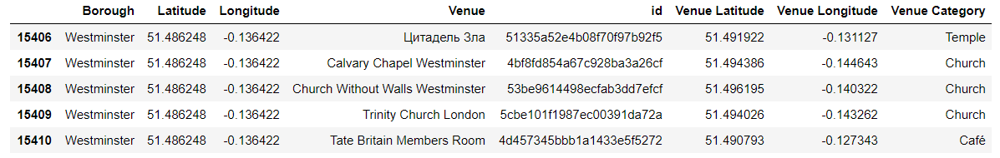 Borough Latitude Longitude Venue id Venue Latitude Venue Longitude Venue Category
15406 Westminster 51.486248 -0.136422 Цитадель Зла 51335a52e4b08f70f97b92f5 51.491922 -0.131127 Temple
15407 Westminster 51.486248 -0.136422 Calvary Chapel Westminster 4bf8fd854a67c928ba3a26cf 51.494386 -0.144643 Church
15408 Westminster 51.486248 -0.136422 Church Without Walls Westminster 53be9614498ecfab3dd7efcf 51.496195 -0.140322 Church
15409 Westminster 51.486248 -0.136422 Trinity Church London 5cbe101f1987ec00391da72a 51.494026 -0.143262 Church
15410 Westminster 51.486248 -0.136422 Tate Britain Members Room 4d457345bbb1a1433e5f5272 51.490793 -0.127343 Café